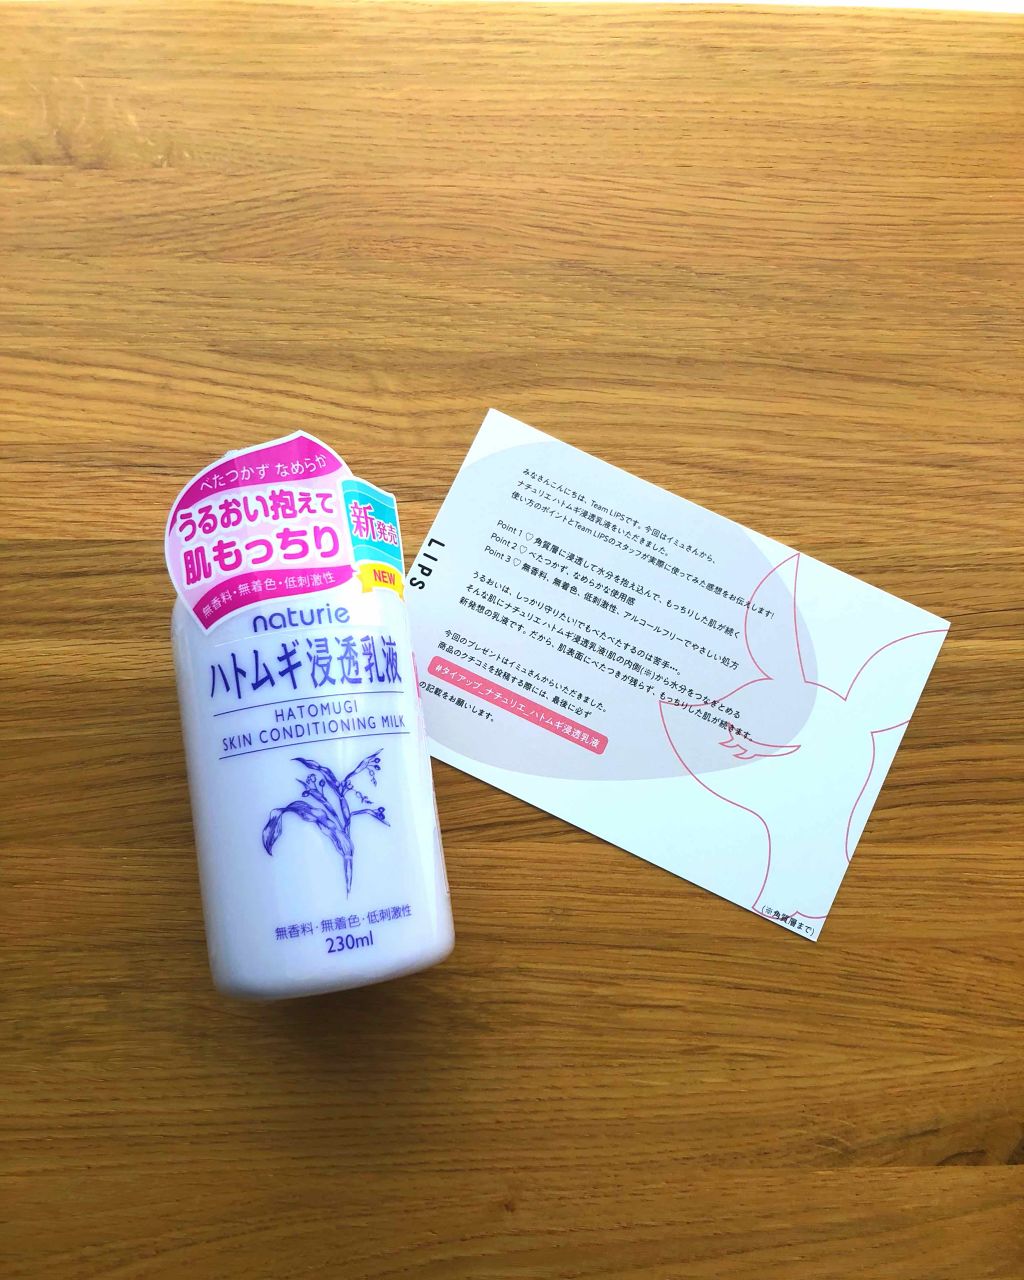 べたつかず なめらか
うるおい抱えて
肌もっちり
無香料・無着色・低刺激性
新発売
NEW
naturie
ハトムギ浸透乳液
HATOMUGI
SKIN CONDITIONING MILK
無香料・無着色・低刺激性
230ml
LIPS
みなさんこんにちは、Team LIPSです。今回はイミュさんから、
ナチュリエ ハトムギ浸透乳液をいただきました。
使い方のポイントとTeam LIPSのスタッフが実際に使ってみた感想をお伝えします!
Point 1 ♡ 角質層に浸透して水分を抱え込んで、もっちりした肌が続く
Point 2 ♡ べたつかず、なめらかな使用感
Point 3 ♡ 無香料、無着色、低刺激性、アルコールフリーでやさしい処方
うるおいは、しっかり守りたい!でもべたべたするのは苦手…。
そんな肌にナチュリエ ハトムギ浸透乳液!肌の内側(※)から水分をつなぎとめる
新発想の乳液です。だから、肌表面にべたつきが残らず、もっちりした肌が続きます。
今回のプレゼントはイミュさんからいただきました。
商品のクチコミを投稿する際には、最後に必ず
#タイアップ_ナチュリエ_ハトムギ浸透乳液
の記載をお願いします。
(※角質層まで)